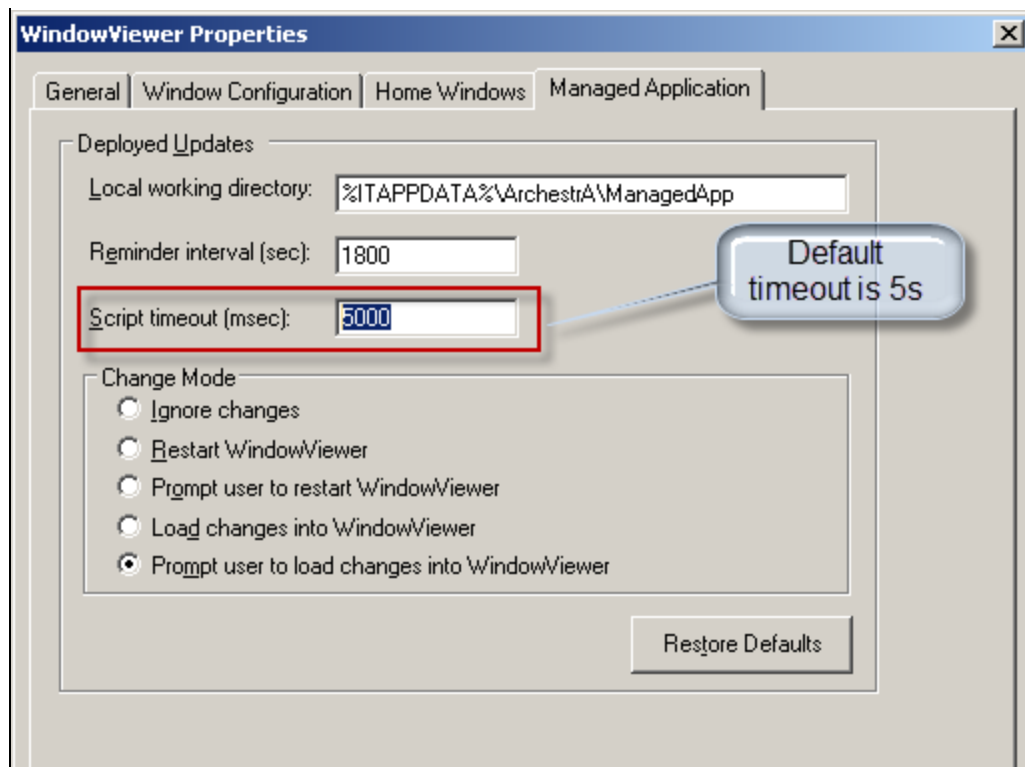 WindowViewer Properties
General
Window Configuration
Home Windows
Managed Application
Deployed Updates
Local working directory:
%ITAPPDATA%\ArchestrA\ManagedApp
Reminder interval (sec):
1800
Default
timeout is 5s
Script timeout (msec):
5000
Change Mode
Ignore changes
Restart WindowViewer
Prompt user to restart WindowViewer
Load changes into WindowViewer
Prompt user to load changes into WindowViewer
Restore Defaults